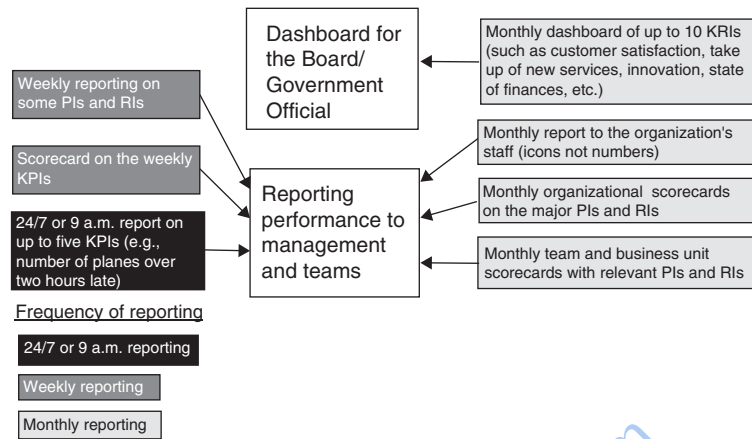 Dashboard for
the Board/
Government
Official
Monthly dashboard of up to 10 KRIs
(such as customer satisfaction, take
up of new services, innovation, state
of finances, etc.)
Weekly reporting on
some PIs and RIs
Scorecard on the weekly
KPIs
24/7 or 9 a.m. report on
up to five KPIs (e.g.,
number of planes over
two hours late)
Reporting
performance to
management
and teams
Monthly report to the organization's
staff (icons not numbers)
Monthly organizational scorecards
on the major PIs and RIs
Monthly team and business unit
scorecards with relevant PIs and RIs
Frequency of reporting
24/7 or 9 a.m. reporting
Weekly reporting
Monthly reporting